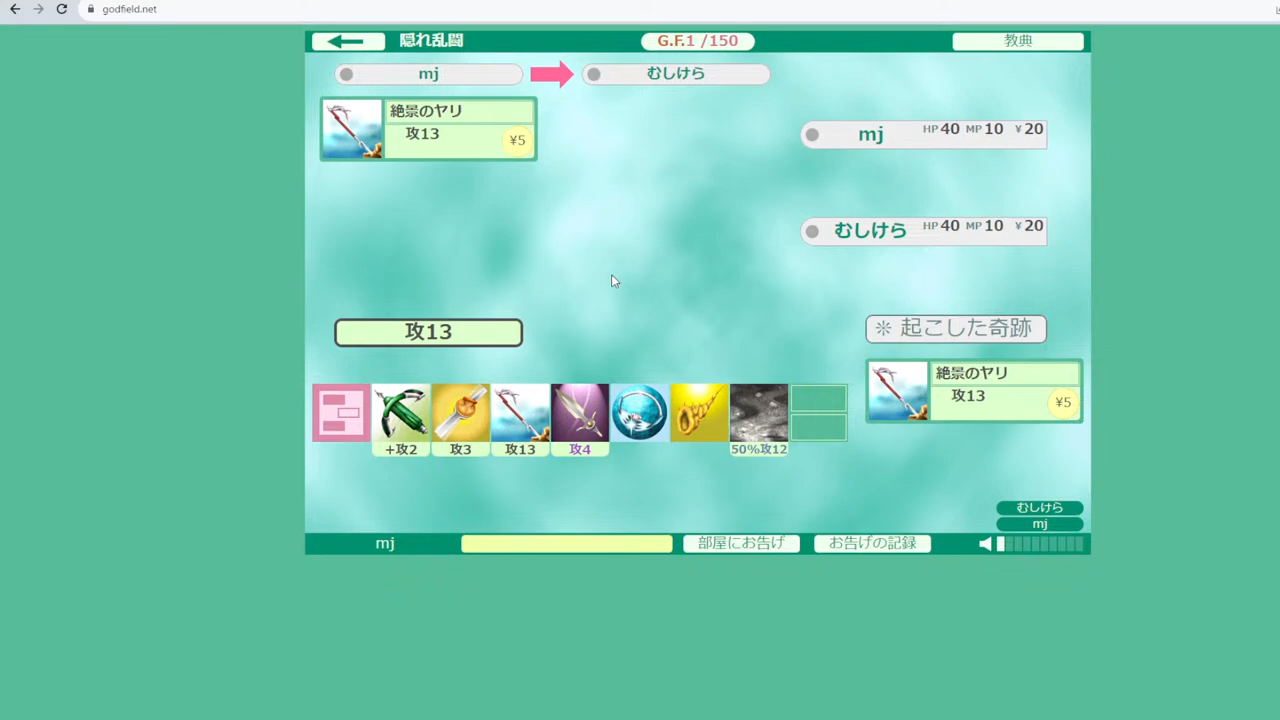 godfield.net
隠れ乱闘
G.F.1 /150
教典
mj
むしけら
絶景のヤリ
攻13
¥5
mj HP40 MP10 ¥20
むしけら HP40 MP10 ¥20
攻13
※ 起こした奇跡
絶景のヤリ
攻13
¥5
+攻2 攻3 攻13 攻4 50%攻12
むしけら
mj
mj
部屋にお告げ
お告げの記録